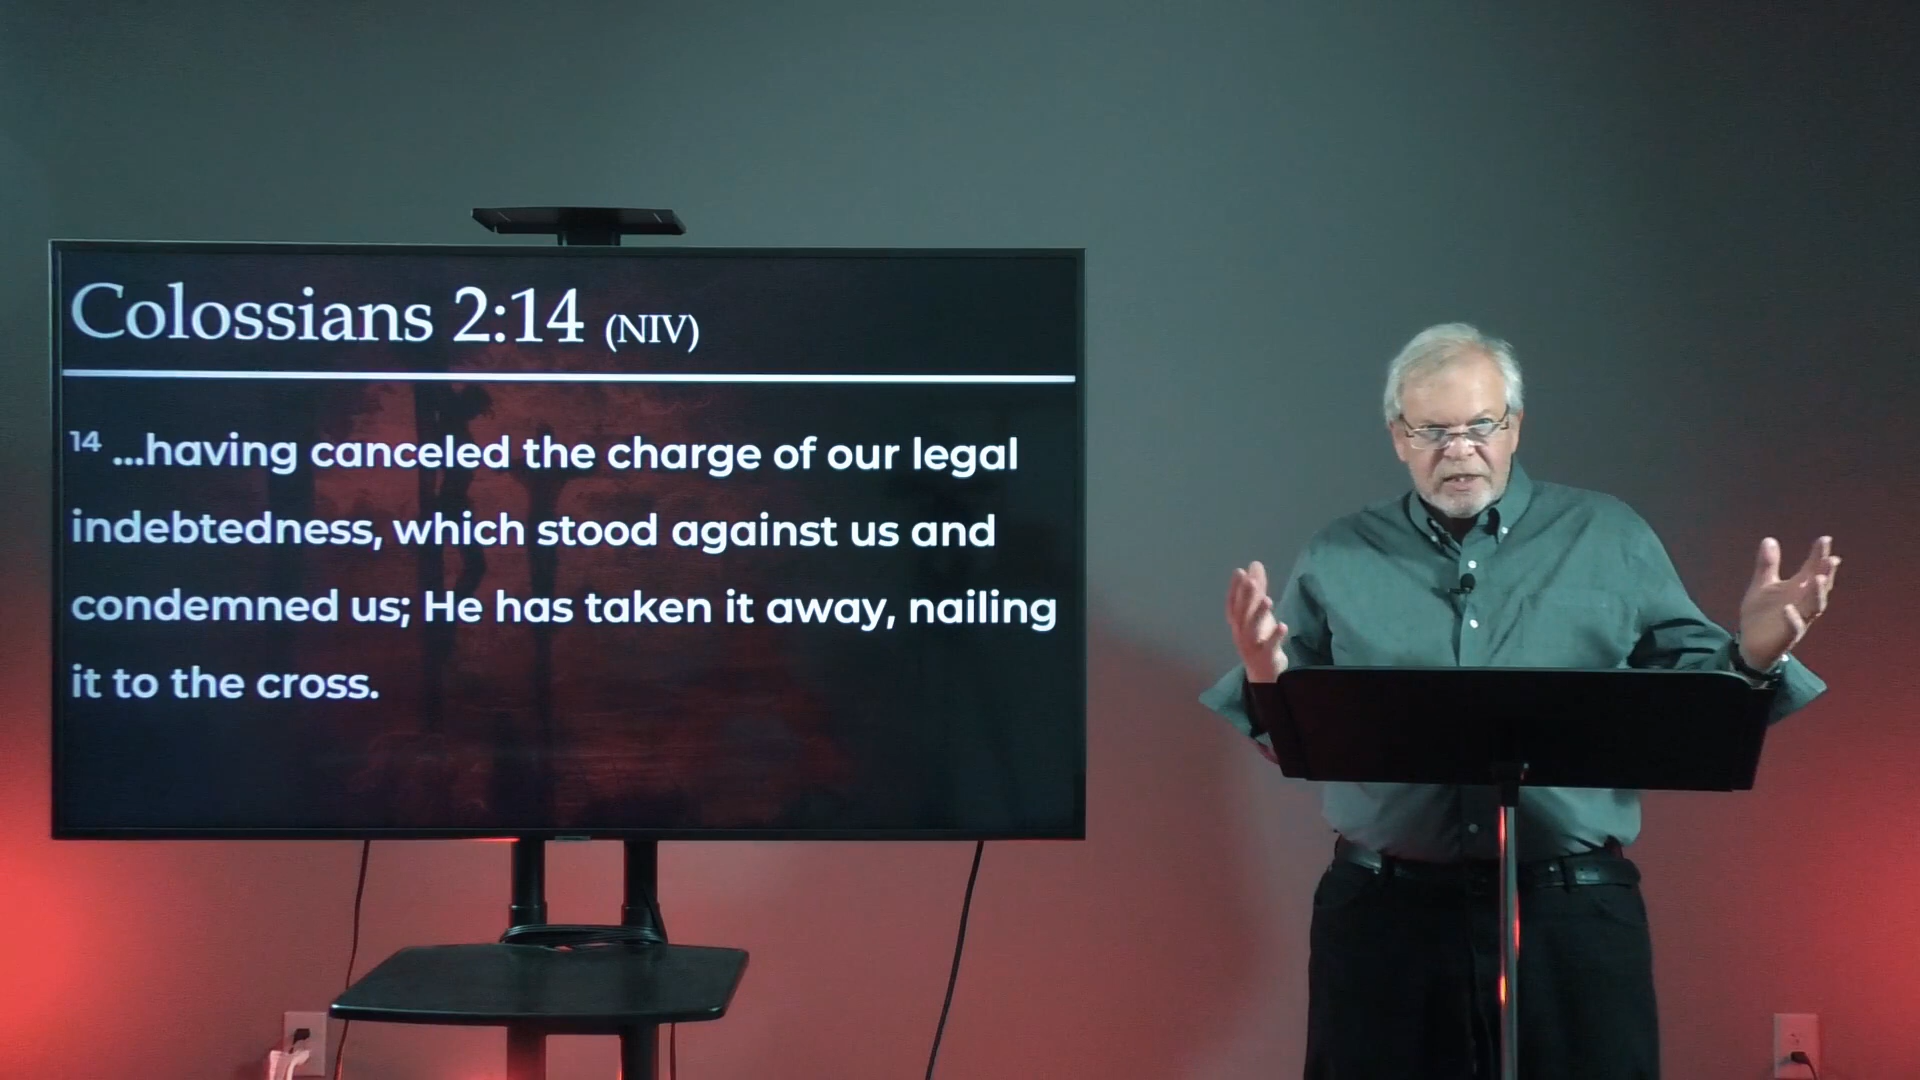 Colossians 2:14 (NIV)
14 ...having canceled the charge of our legal
indebtedness, which stood against us and
condemned us; He has taken it away, nailing
it to the cross.